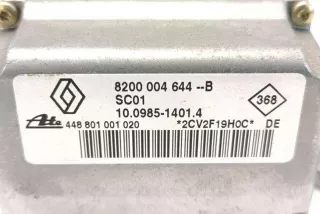 8200 004 644 --B
SC01
368
10.0985-1401.4
Ate
448 801 001 020 *2CV2F19H0C* DE